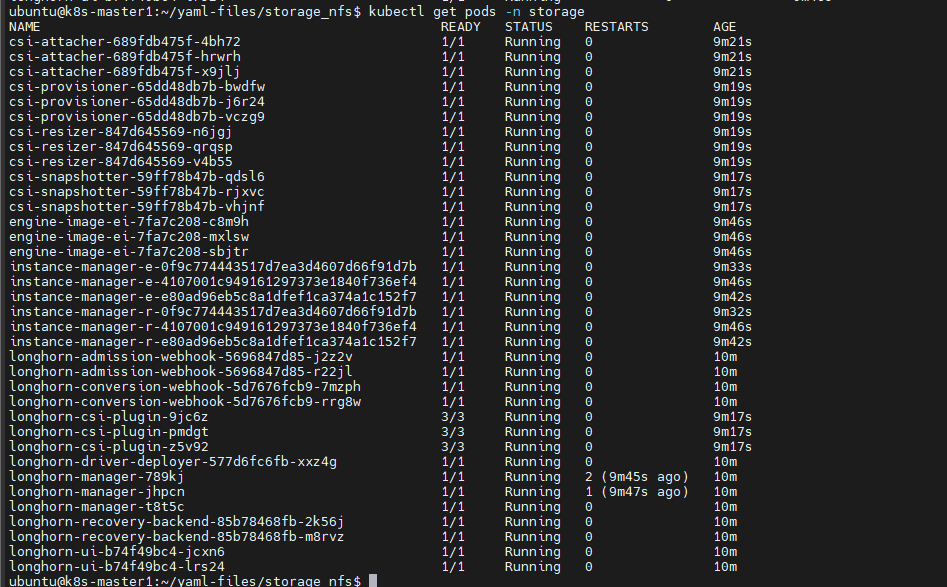 ubuntu@k8s-master1:~/yaml-files/storage_nfs$ kubectl get pods -n storage
NAME READY STATUS RESTARTS AGE
csi-attacher-689fdb475f-4bh72 1/1 Running 0 9m21s
csi-attacher-689fdb475f-hrwrh 1/1 Running 0 9m21s
csi-attacher-689fdb475f-x9jlj 1/1 Running 0 9m21s
csi-provisioner-65dd48db7b-bwdfw 1/1 Running 0 9m19s
csi-provisioner-65dd48db7b-j6r24 1/1 Running 0 9m19s
csi-provisioner-65dd48db7b-vczg9 1/1 Running 0 9m19s
csi-resizer-847d645569-n6jgj 1/1 Running 0 9m19s
csi-resizer-847d645569-qrqsp 1/1 Running 0 9m19s
csi-resizer-847d645569-v4b55 1/1 Running 0 9m19s
csi-snapshotter-59ff78b47b-qdsl6 1/1 Running 0 9m17s
csi-snapshotter-59ff78b47b-rjxvc 1/1 Running 0 9m17s
csi-snapshotter-59ff78b47b-vhjnf 1/1 Running 0 9m17s
engine-image-ei-7fa7c208-c8m9h 1/1 Running 0 9m46s
engine-image-ei-7fa7c208-mxlsw 1/1 Running 0 9m46s
engine-image-ei-7fa7c208-sbjtr 1/1 Running 0 9m46s
instance-manager-e-0f9c774443517d7ea3d4607d66f91d7b 1/1 Running 0 9m33s
instance-manager-e-4107001c949161297373e1840f736ef4 1/1 Running 0 9m46s
instance-manager-e-e80ad96eb5c8a1dfef1ca374a1c152f7 1/1 Running 0 9m42s
instance-manager-r-0f9c774443517d7ea3d4607d66f91d7b 1/1 Running 0 9m32s
instance-manager-r-4107001c949161297373e1840f736ef4 1/1 Running 0 9m46s
instance-manager-r-e80ad96eb5c8a1dfef1ca374a1c152f7 1/1 Running 0 9m42s
longhorn-admission-webhook-5696847d85-j2z2v 1/1 Running 0 10m
longhorn-admission-webhook-5696847d85-r22jl 1/1 Running 0 10m
longhorn-conversion-webhook-5d7676fcb9-7mzph 1/1 Running 0 10m
longhorn-conversion-webhook-5d7676fcb9-rrg8w 1/1 Running 0 10m
longhorn-csi-plugin-9jc6z 3/3 Running 0 9m17s
longhorn-csi-plugin-pmdgt 3/3 Running 0 9m17s
longhorn-csi-plugin-z5v92 3/3 Running 0 9m17s
longhorn-driver-deployer-577d6fc6fb-xxz4g 1/1 Running 0 10m
longhorn-manager-789kj 1/1 Running 2 (9m45s ago) 10m
longhorn-manager-jhpcn 1/1 Running 1 (9m47s ago) 10m
longhorn-manager-t8t5c 1/1 Running 0 10m
longhorn-recovery-backend-85b78468fb-2k56j 1/1 Running 0 10m
longhorn-recovery-backend-85b78468fb-m8rvz 1/1 Running 0 10m
longhorn-ui-b74f49bc4-jcxn6 1/1 Running 0 10m
longhorn-ui-b74f49bc4-lrs24 1/1 Running 0 10m
ubuntu@k8s-master1:~/yaml-files/storage_nfs$